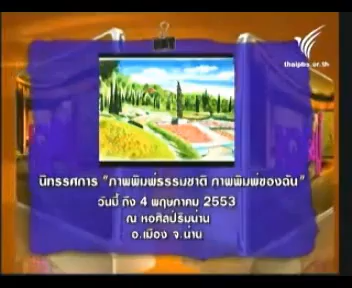 thaipbs.or.th
นิทรรศการ "ภาพพิมพ์ธรรมชาติ ภาพพิมพ์ของฉัน"
วันนี้ ถึง 4 พฤษภาคม 2553
ณ หอศิลป์ริมน่าน
อ.เมือง จ.น่าน